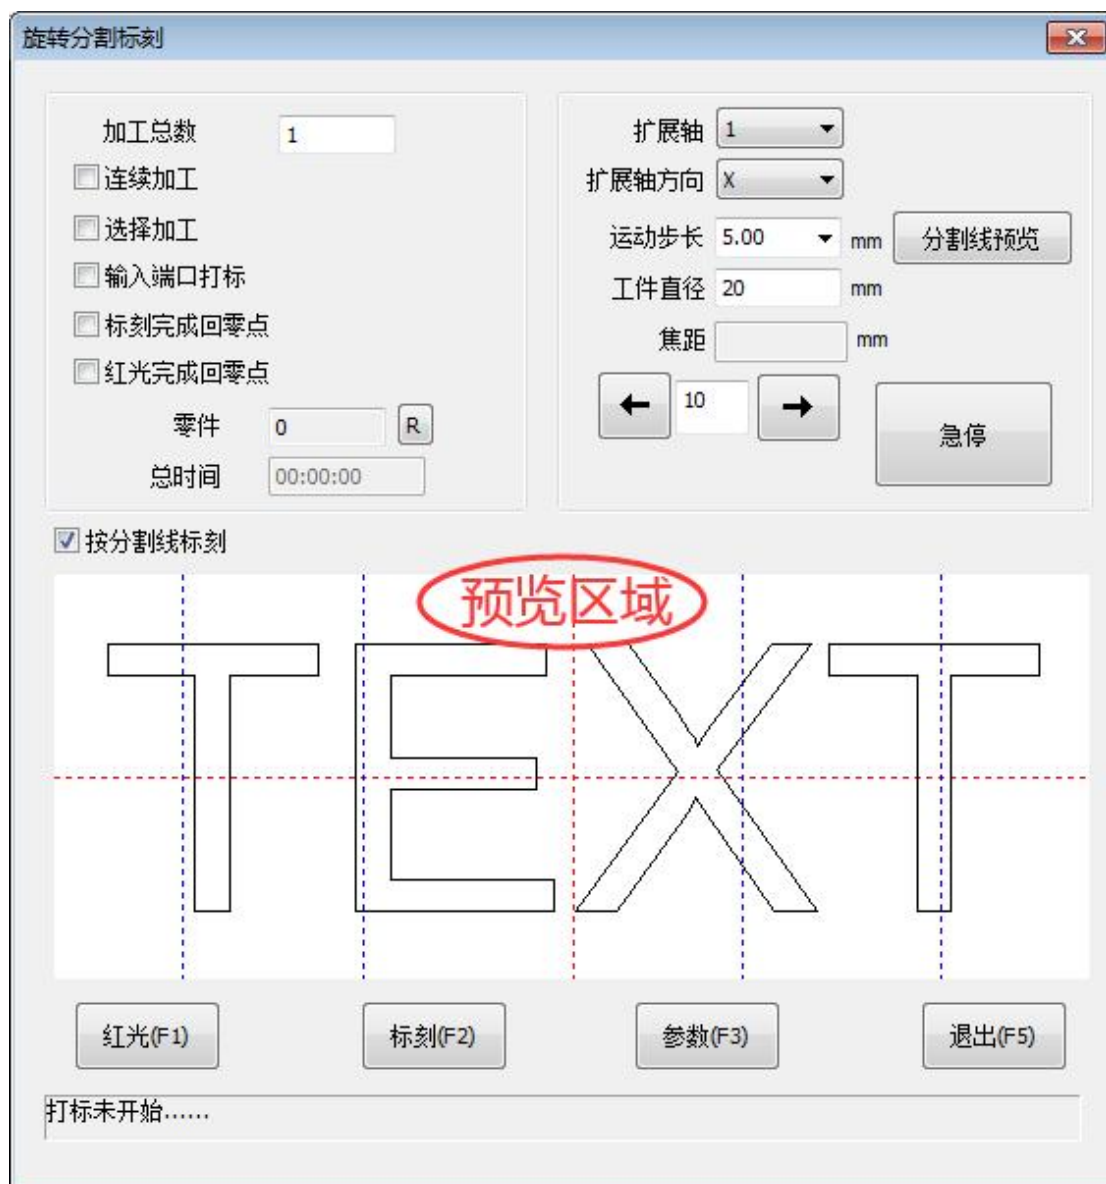 旋转分割标刻
加工总数 1
连续加工
选择加工
输入端口打标
标刻完成回零点
红光完成回零点
零件 0 R
总时间 00:00:00
扩展轴 1
扩展轴方向 X
运动步长 5.00 mm 分割线预览
工件直径 20 mm
焦距 mm
10
急停
按分割线标刻
预览区域
TEXT
红光(F1) 标刻(F2) 参数(F3) 退出(F5)
打标未开始......